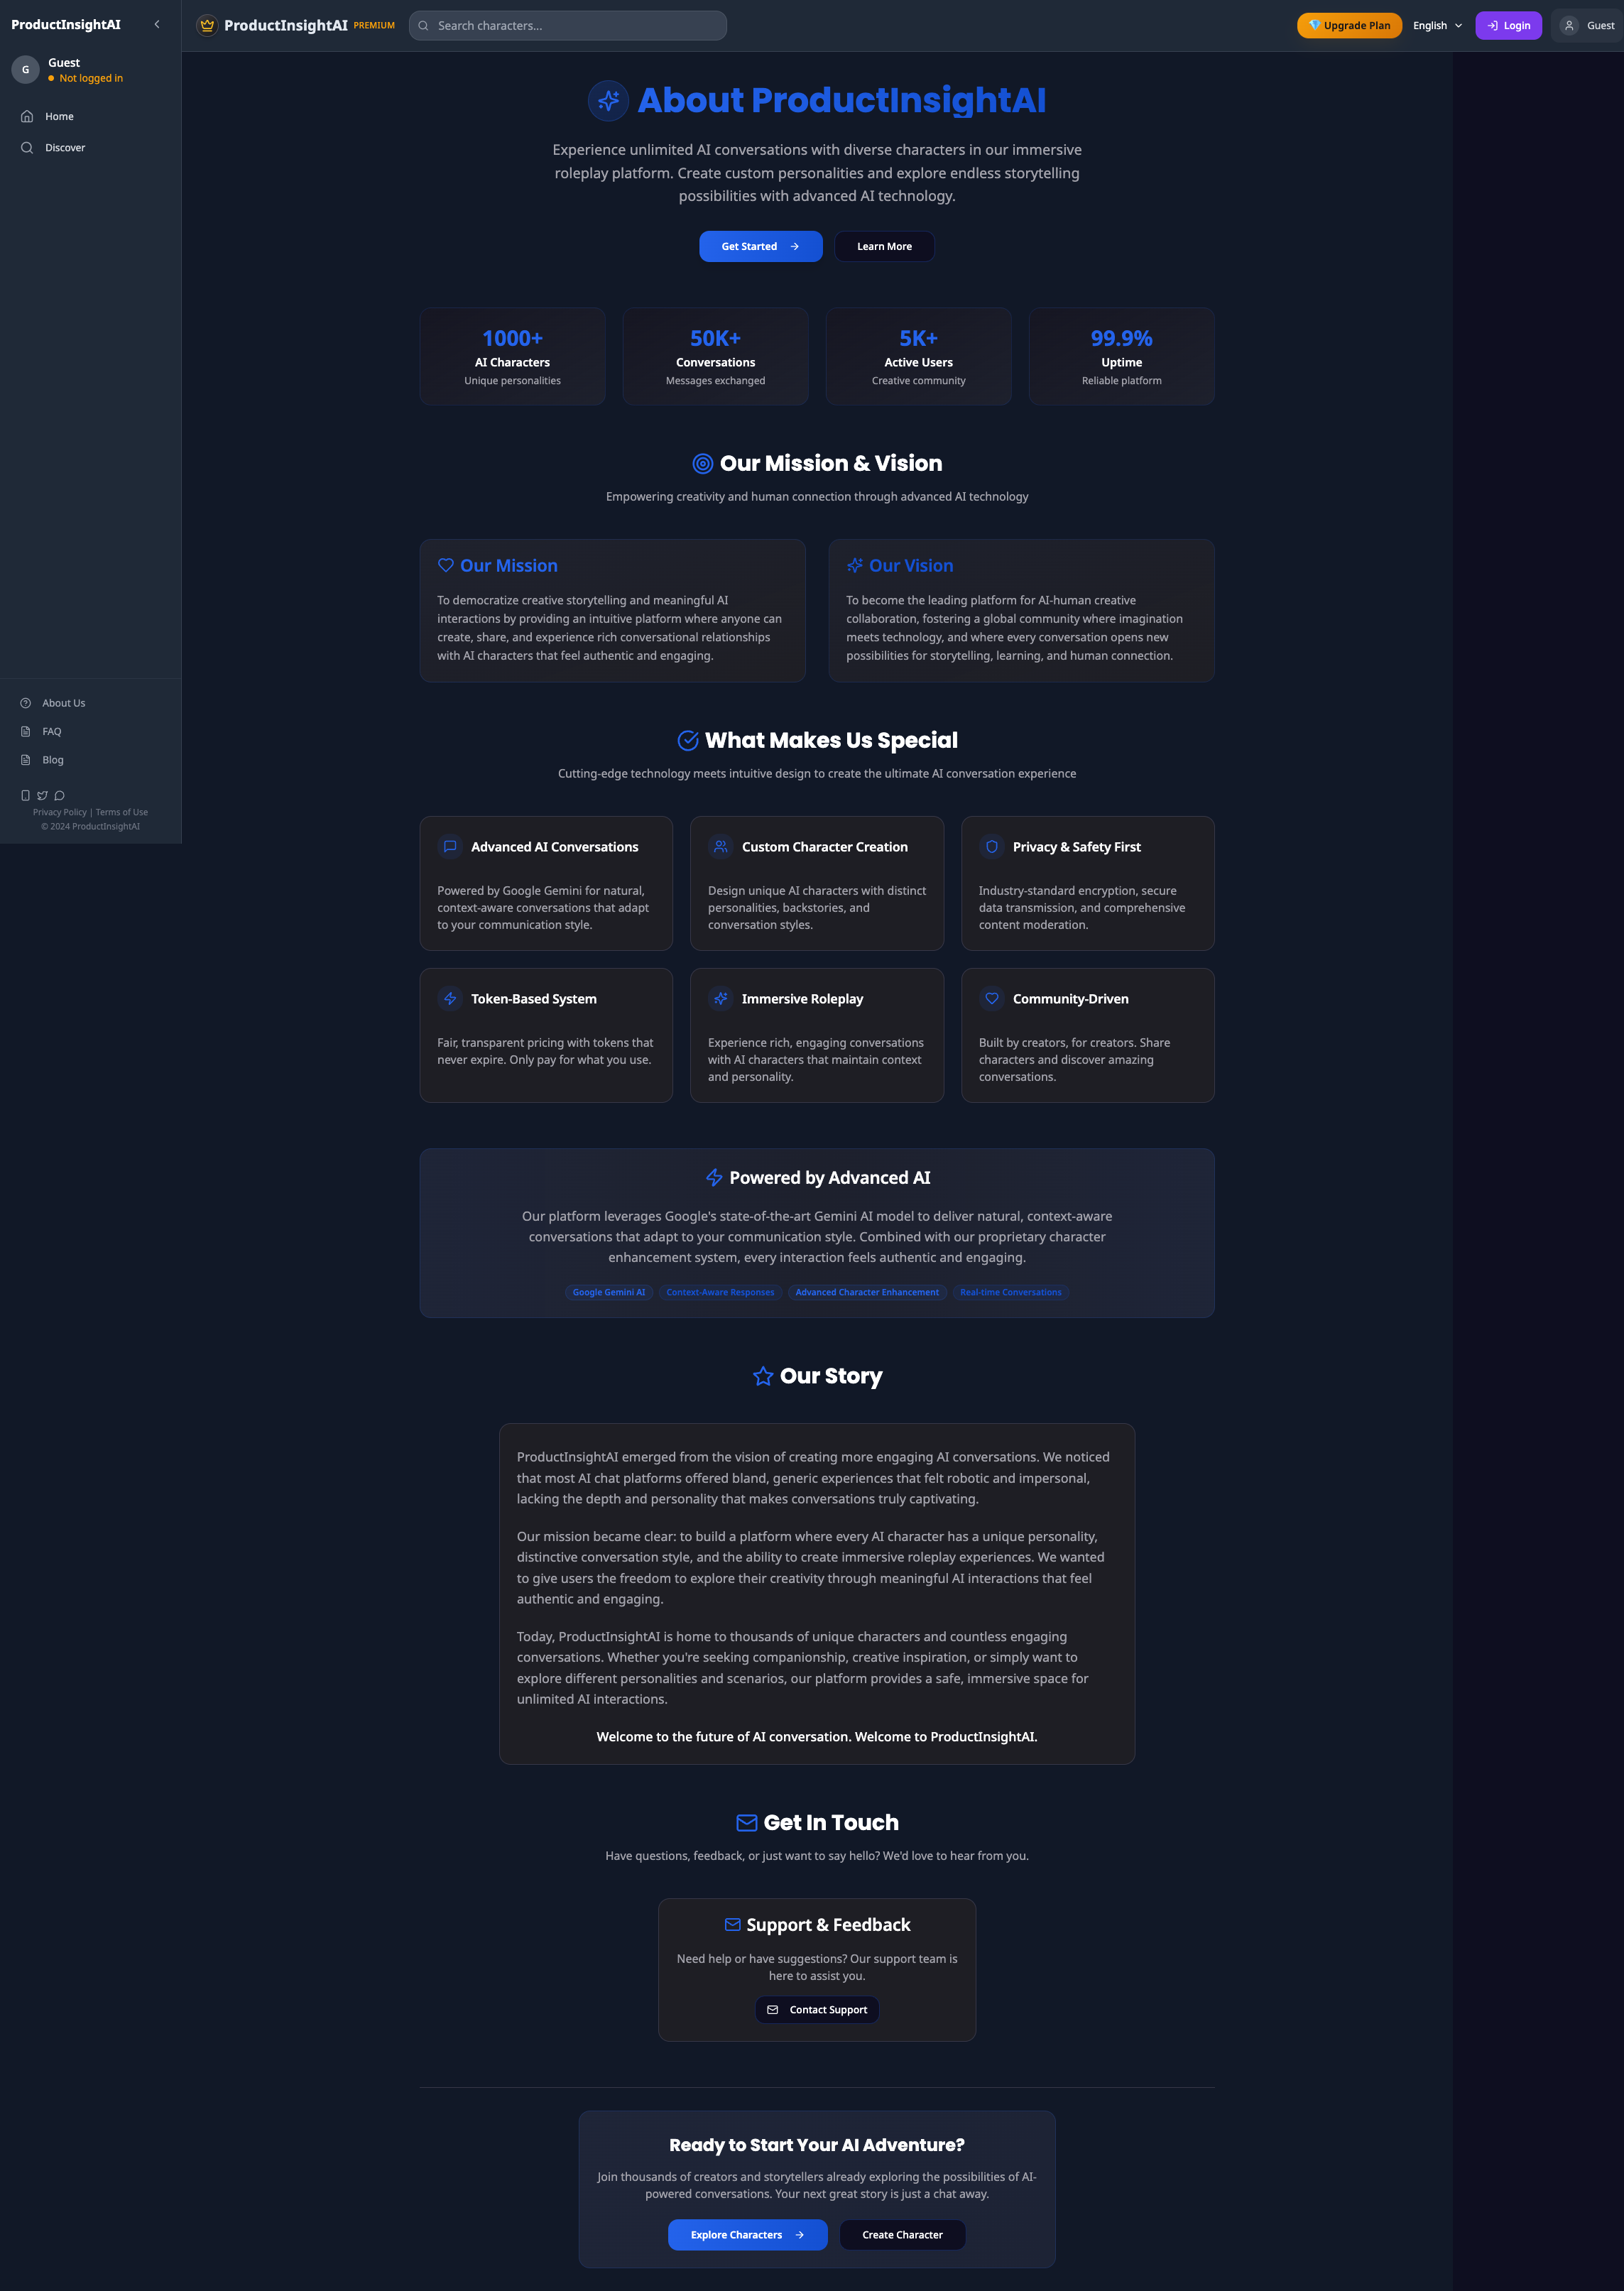 ProductInsightAI
G
Guest
Not logged in
Home
Discover
About Us
FAQ
Blog
Privacy Policy | Terms of Use
© 2024 ProductInsightAI
ProductInsightAI PREMIUM
Search characters...
💎 Upgrade Plan
English
Login
Guest
About ProductInsightAI
Experience unlimited AI conversations with diverse characters in our immersive
roleplay platform. Create custom personalities and explore endless storytelling
possibilities with advanced AI technology.
Get Started
Learn More
1000+
AI Characters
Unique personalities
50K+
Conversations
Messages exchanged
5K+
Active Users
Creative community
99.9%
Uptime
Reliable platform
Our Mission & Vision
Empowering creativity and human connection through advanced AI technology
Our Mission
To democratize creative storytelling and meaningful AI
interactions by providing an intuitive platform where anyone can
create, share, and experience rich conversational relationships
with AI characters that feel authentic and engaging.
Our Vision
To become the leading platform for AI-human creative
collaboration, fostering a global community where imagination
meets technology, and where every conversation opens new
possibilities for storytelling, learning, and human connection.
What Makes Us Special
Cutting-edge technology meets intuitive design to create the ultimate AI conversation experience
Advanced AI Conversations
Powered by Google Gemini for natural,
context-aware conversations that adapt
to your communication style.
Custom Character Creation
Design unique AI characters with distinct
personalities, backstories, and
conversation styles.
Privacy & Safety First
Industry-standard encryption, secure
data transmission, and comprehensive
content moderation.
Token-Based System
Fair, transparent pricing with tokens that
never expire. Only pay for what you use.
Immersive Roleplay
Experience rich, engaging conversations
with AI characters that maintain context
and personality.
Community-Driven
Built by creators, for creators. Share
characters and discover amazing
conversations.
Powered by Advanced AI
Our platform leverages Google's state-of-the-art Gemini AI model to deliver natural, context-aware
conversations that adapt to your communication style. Combined with our proprietary character
enhancement system, every interaction feels authentic and engaging.
Google Gemini AI
Context-Aware Responses
Advanced Character Enhancement
Real-time Conversations
Our Story
ProductInsightAI emerged from the vision of creating more engaging AI conversations. We noticed
that most AI chat platforms offered bland, generic experiences that felt robotic and impersonal,
lacking the depth and personality that makes conversations truly captivating.
Our mission became clear: to build a platform where every AI character has a unique personality,
distinctive conversation style, and the ability to create immersive roleplay experiences. We wanted
to give users the freedom to explore their creativity through meaningful AI interactions that feel
authentic and engaging.
Today, ProductInsightAI is home to thousands of unique characters and countless engaging
conversations. Whether you're seeking companionship, creative inspiration, or simply want to
explore different personalities and scenarios, our platform provides a safe, immersive space for
unlimited AI interactions.
Welcome to the future of AI conversation. Welcome to ProductInsightAI.
Get In Touch
Have questions, feedback, or just want to say hello? We'd love to hear from you.
Support & Feedback
Need help or have suggestions? Our support team is
here to assist you.
Contact Support
Ready to Start Your AI Adventure?
Join thousands of creators and storytellers already exploring the possibilities of AI-
powered conversations. Your next great story is just a chat away.
Explore Characters
Create Character